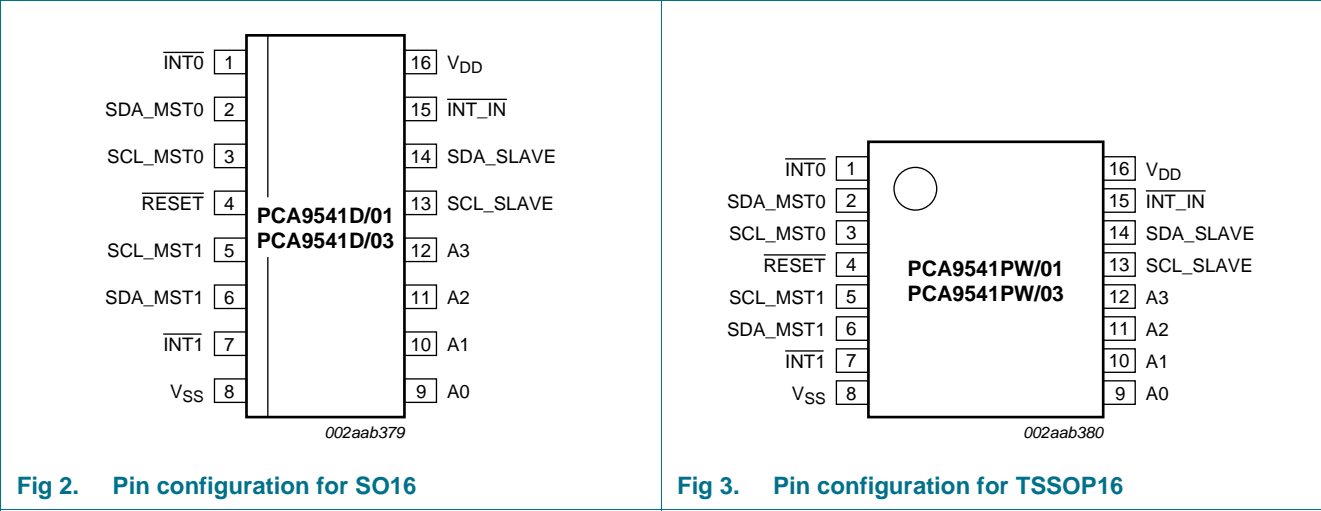 INT0 1 16 VDD
SDA_MST0 2 15 INT_IN
SCL_MST0 3 14 SDA_SLAVE
RESET 4 13 SCL_SLAVE
PCA9541D/01
PCA9541D/03
SCL_MST1 5 12 A3
SDA_MST1 6 11 A2
INT1 7 10 A1
VSS 8 9 A0
002aab379
Fig 2. Pin configuration for SO16
INT0 1 16 VDD
SDA_MST0 2 15 INT_IN
SCL_MST0 3 14 SDA_SLAVE
RESET 4 13 SCL_SLAVE
PCA9541PW/01
PCA9541PW/03
SCL_MST1 5 12 A3
SDA_MST1 6 11 A2
INT1 7 10 A1
VSS 8 9 A0
002aab380
Fig 3. Pin configuration for TSSOP16